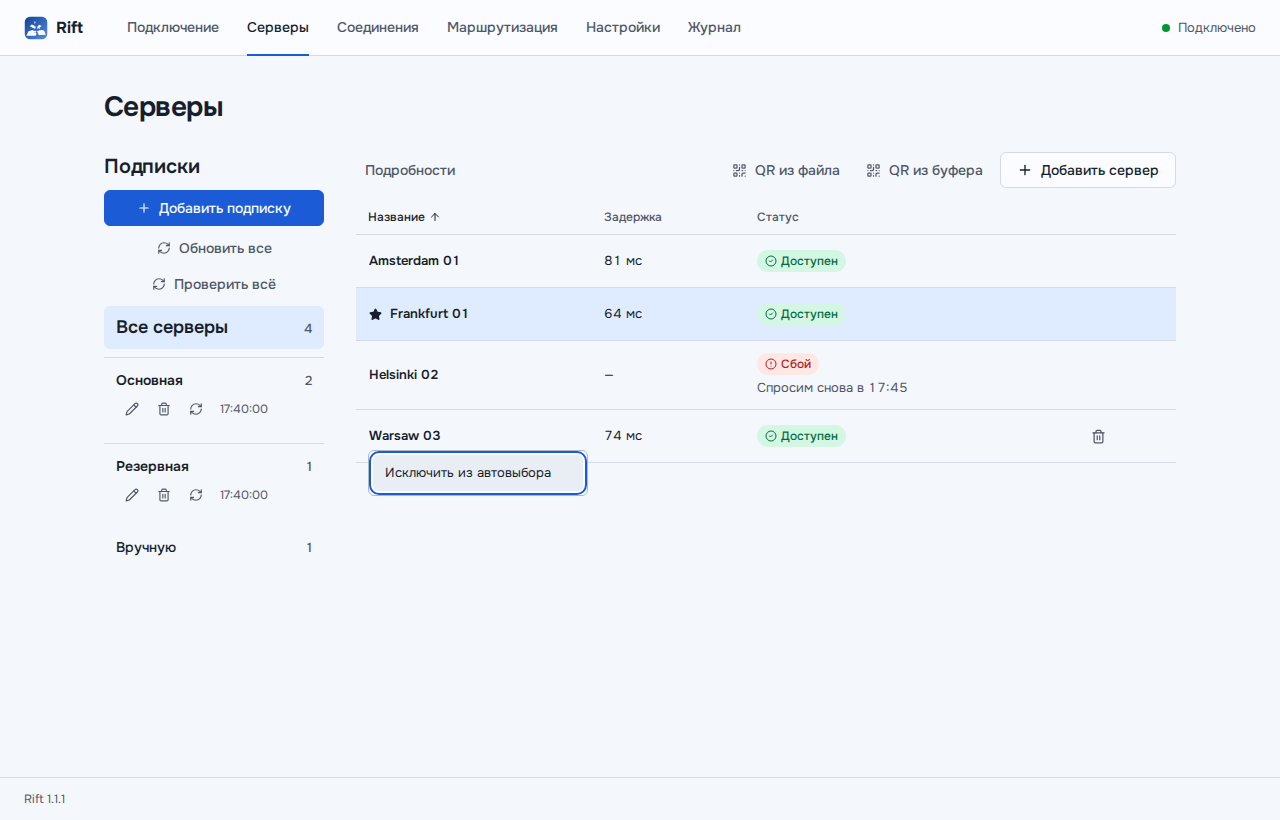 Rift
Подключение
Серверы
Соединения
Маршрутизация
Настройки
Журнал
Подключено
Серверы
Подписки
Добавить подписку
Обновить все
Проверить всё
Все серверы 4
Основная 2
17:40:00
Резервная 1
17:40:00
Вручную 1
Подробности
QR из файла
QR из буфера
Добавить сервер
Название Задержка Статус
Amsterdam 01 81 мс Доступен
Frankfurt 01 64 мс Доступен
Helsinki 02 – Сбой
Спросим снова в 17:45
Warsaw 03 74 мс Доступен
Исключить из автовыбора
Rift 1.1.1